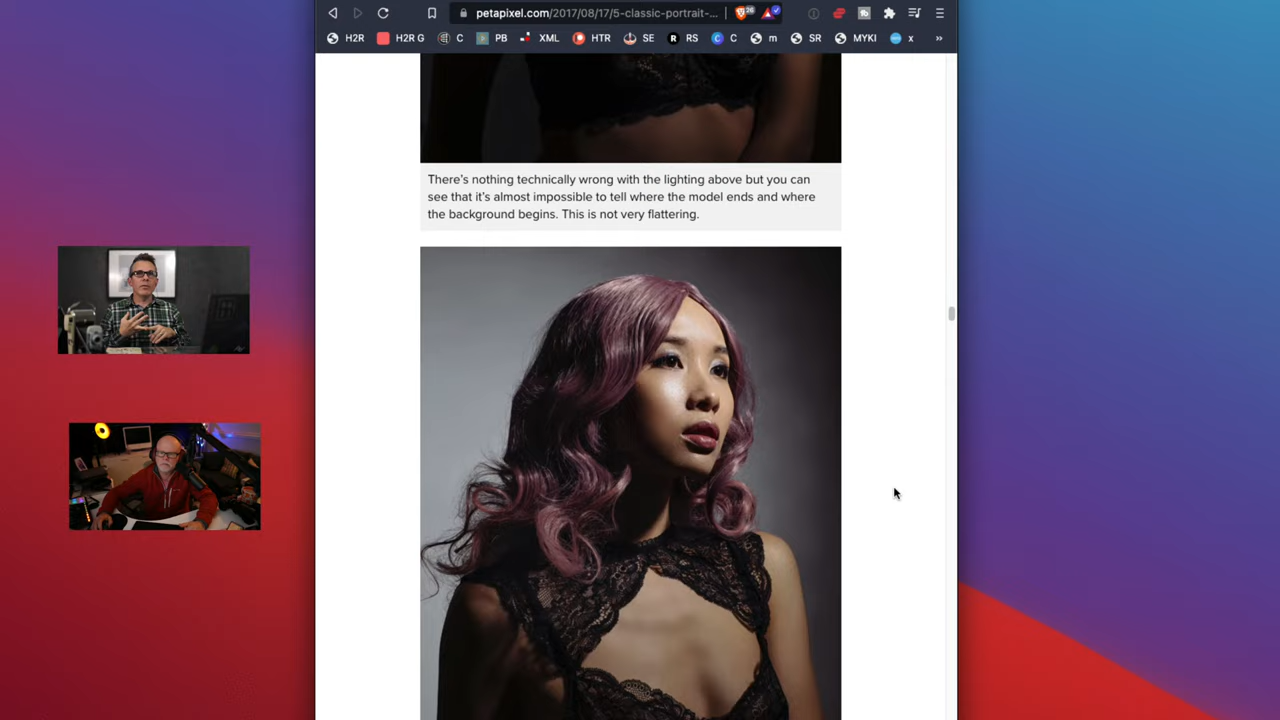 petapixel.com/2017/08/17/5-classic-portrait-...
26
H2R H2R G C PB XML HTR SE RS C m SR MYKI x »
There's nothing technically wrong with the lighting above but you can
see that it's almost impossible to tell where the model ends and where
the background begins. This is not very flattering.